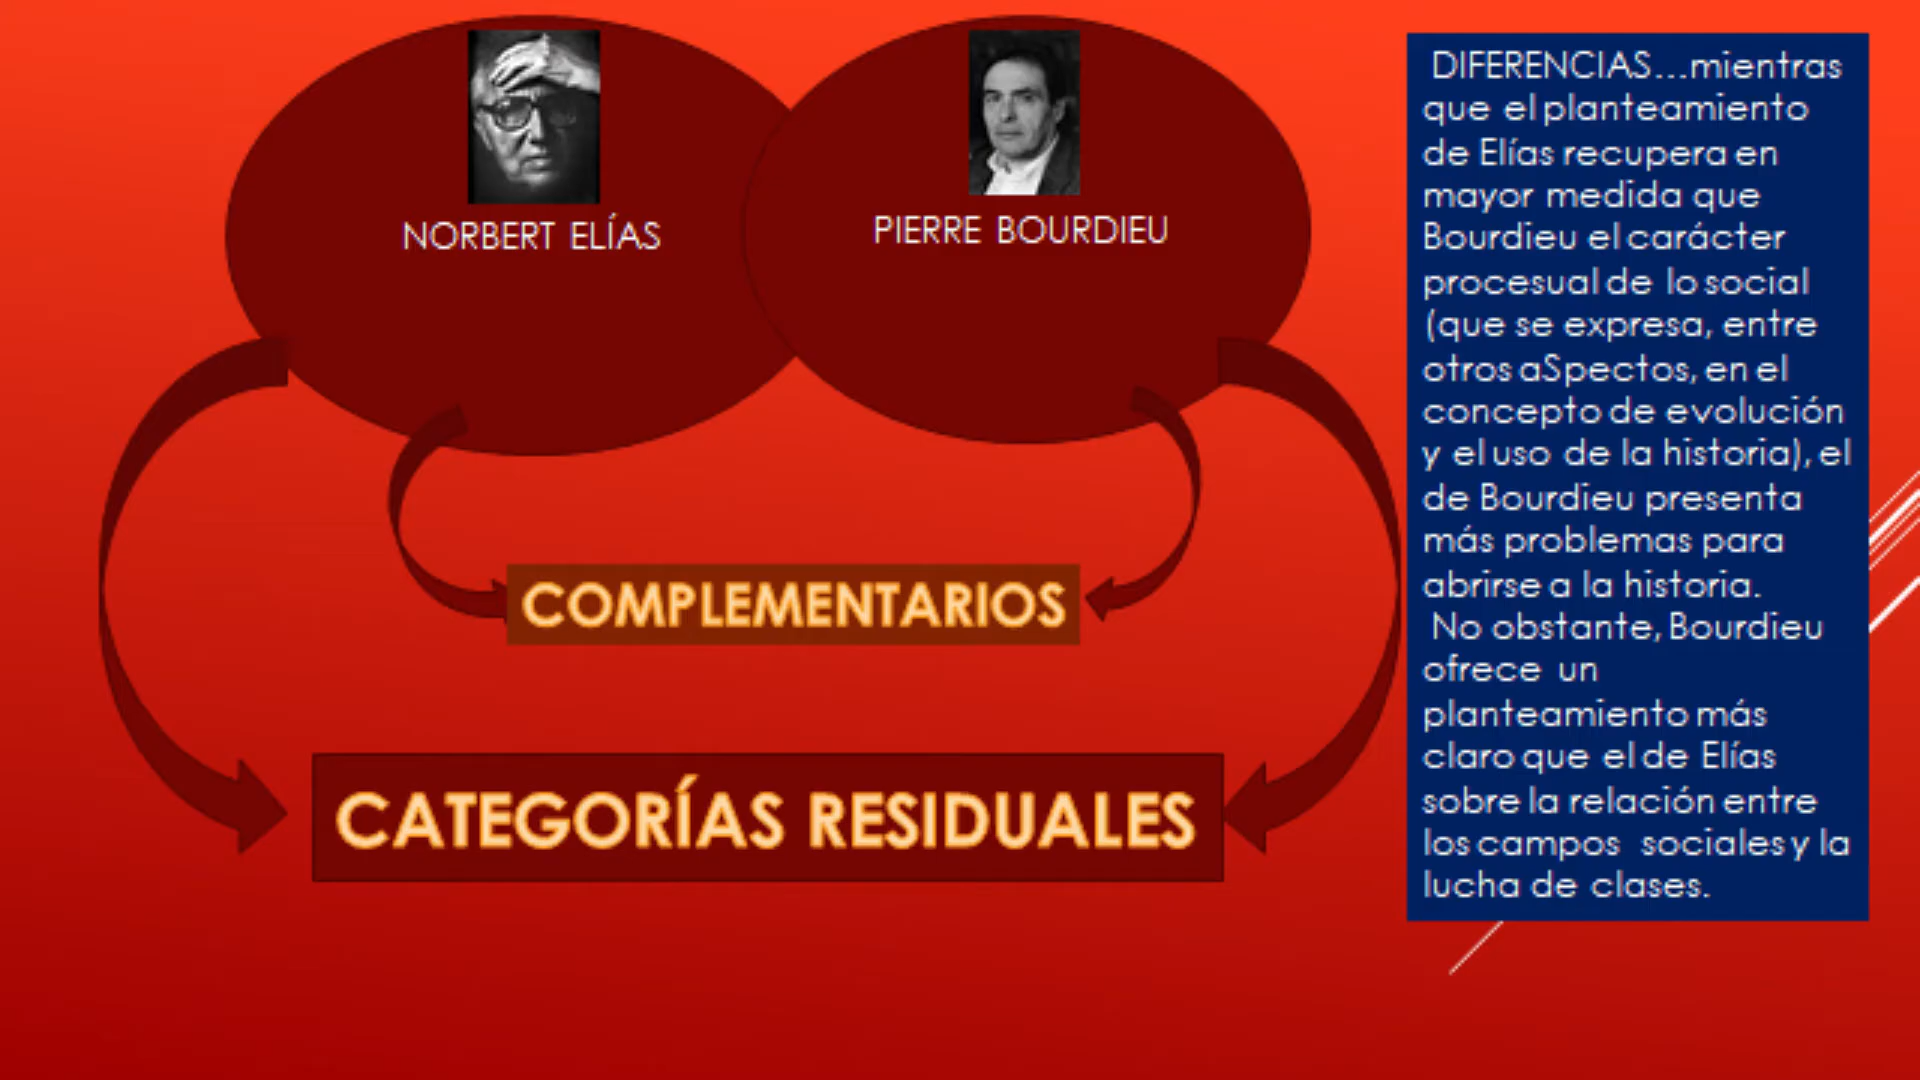 NORBERT ELÍAS
PIERRE BOURDIEU
COMPLEMENTARIOS
CATEGORÍAS RESIDUALES
DIFERENCIAS...mientras
que el planteamiento
de Elías recupera en
mayor medida que
Bourdieu el carácter
procesual de lo social
(que se expresa, entre
otros aSpectos, en el
concepto de evolución
y el uso de la historia), el
de Bourdieu presenta
más problemas para
abrirse a la historia.
No obstante, Bourdieu
ofrece un
planteamiento más
claro que el de Elías
sobre la relación entre
los campos sociales y la
lucha de clases.